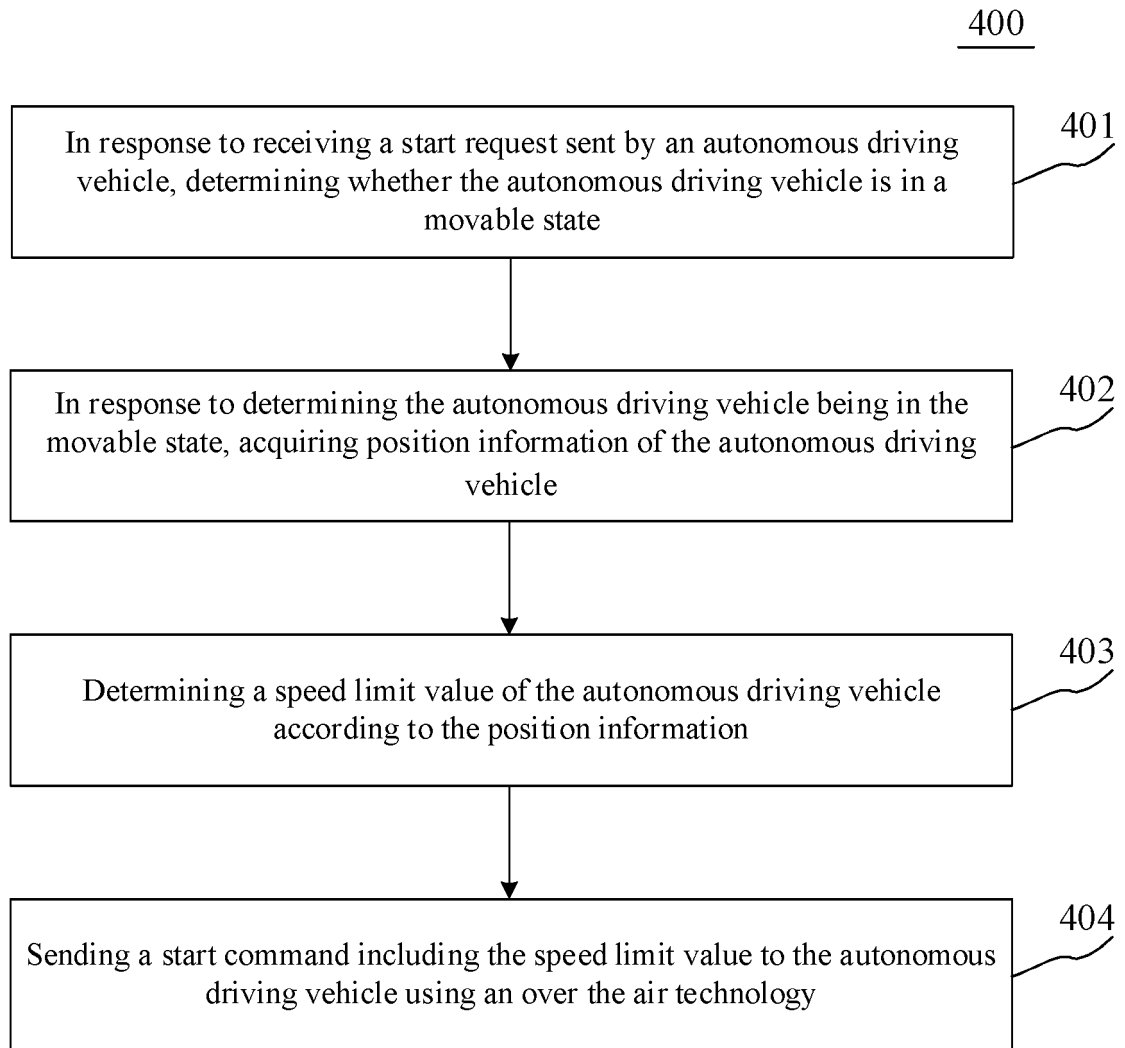 400
In response to receiving a start request sent by an autonomous driving
vehicle, determining whether the autonomous driving vehicle is in a
movable state
401
In response to determining the autonomous driving vehicle being in the
movable state, acquiring position information of the autonomous driving
vehicle
402
Determining a speed limit value of the autonomous driving vehicle
according to the position information
403
Sending a start command including the speed limit value to the autonomous
driving vehicle using an over the air technology
404